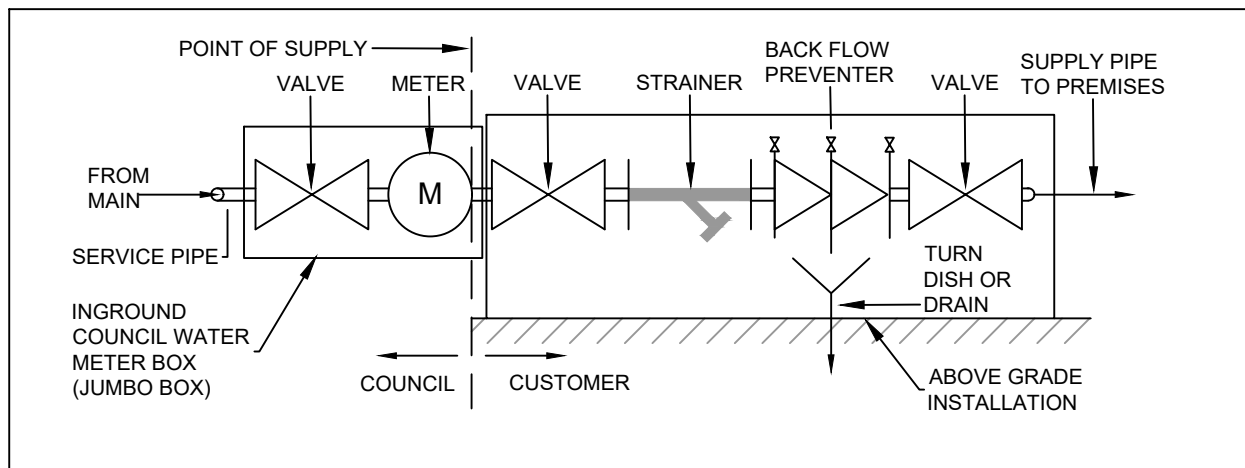 POINT OF SUPPLY
BACK FLOW
PREVENTER
SUPPLY PIPE
TO PREMISES
VALVE
METER
VALVE
STRAINER
VALVE
FROM
MAIN
M
SERVICE PIPE
TURN
DISH OR
DRAIN
INGROUND
COUNCIL WATER
METER BOX
(JUMBO BOX)
COUNCIL
CUSTOMER
ABOVE GRADE
INSTALLATION